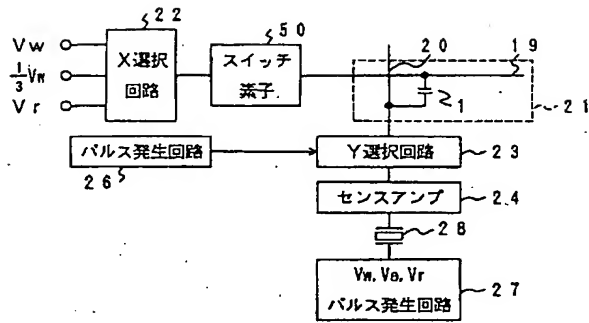 22
50
20
19
Vw
1/3 Vw
Vr
X選択
回路
スイッチ
素子
1
21
パルス発生回路
26
Y選択回路
23
センスアンプ
24
28
Vw, Ve, Vr
パルス発生回路
27